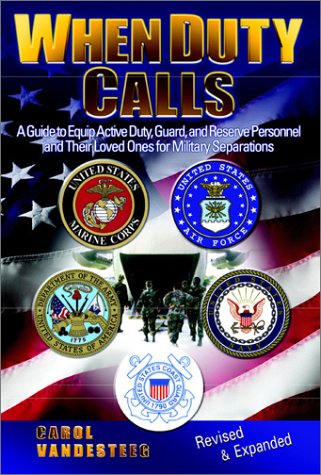 WHEN DUTY
CALLS
A Guide to Equip Active Duty, Guard, and Reserve Personnel
and Their Loved Ones for Military Separations
UNITED STATES
MARINE CORPS
UNITED STATES
AIR FORCE
DEPARTMENT OF THE ARMY
1775
UNITED STATES OF AMERICA
UNITED STATES COAST GUARD
1790
CAROL
VANDESTEEG
Revised
& Expanded